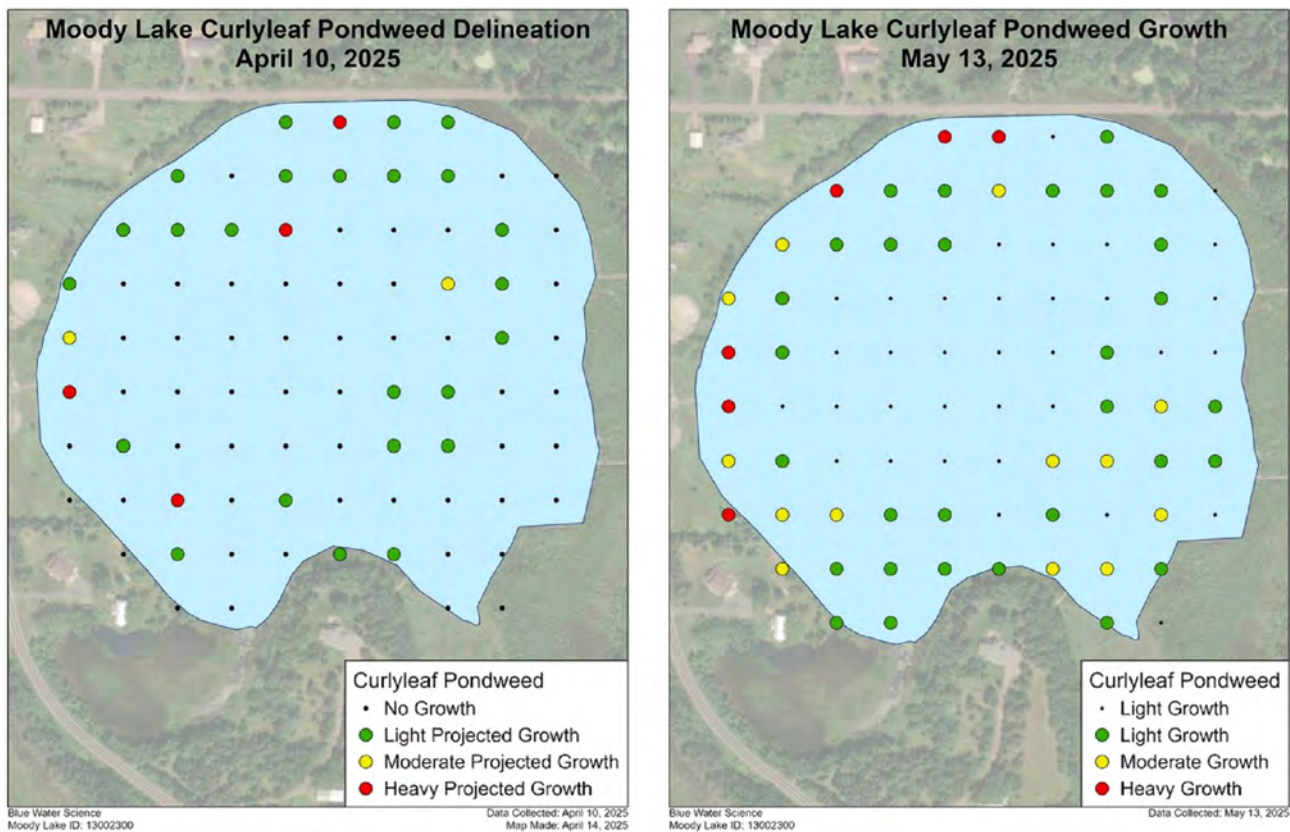 Moody Lake Curlyleaf Pondweed Delineation
April 10, 2025
Curlyleaf Pondweed
No Growth
Light Projected Growth
Moderate Projected Growth
Heavy Projected Growth
Blue Water Science
Moody Lake ID: 13002300
Data Collected: April 10, 2025
Map Made: April 14, 2025
Moody Lake Curlyleaf Pondweed Growth
May 13, 2025
Curlyleaf Pondweed
Light Growth
Light Growth
Moderate Growth
Heavy Growth
Blue Water Science
Moody Lake ID: 13002300
Data Collected: May 13, 2025